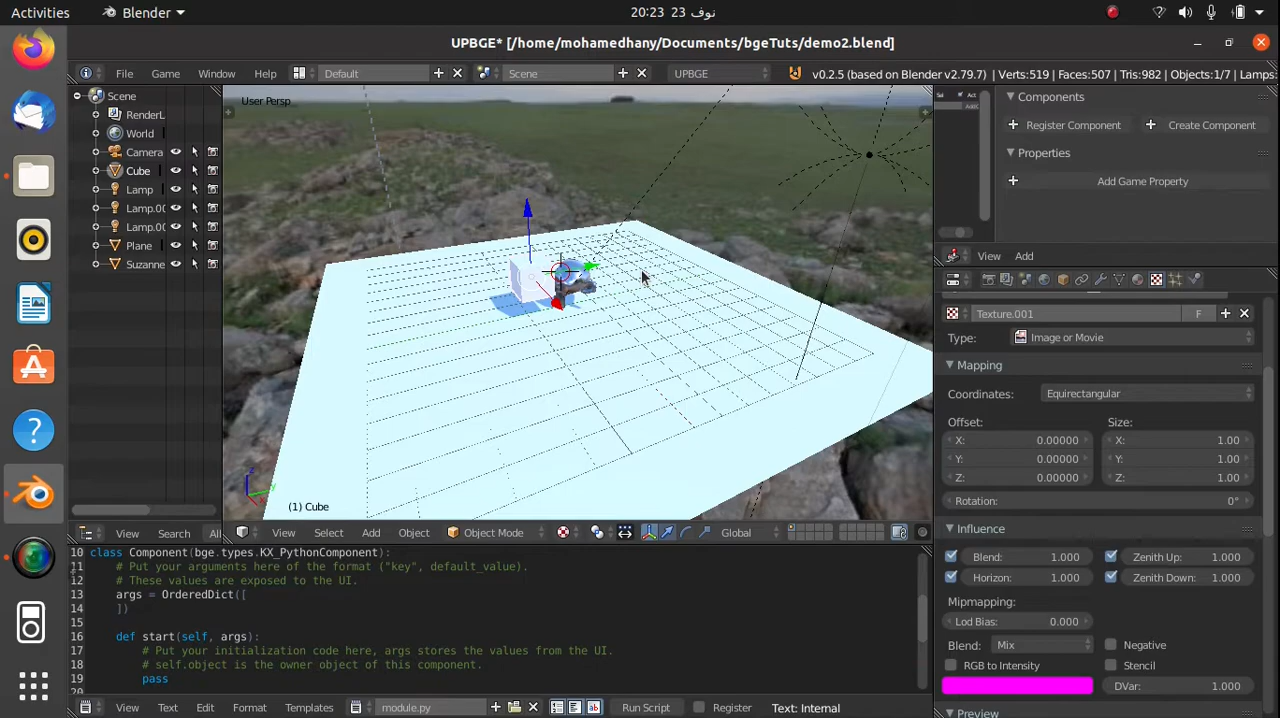 Activities
Blender
20:23 23 نوف
UPBGE* [/home/mohamedhany/Documents/bgeTuts/demo2.blend]
File Game Window Help
Default
Scene
UPBGE
v0.2.5 (based on Blender v2.79.7) | Verts:519 | Faces:507 | Tris:982 | Objects:1/7 | Lamps:
Scene
RenderL
World
Camera
Cube
Lamp
Lamp.00
Lamp.00
Plane
Suzanne
View Search All
User Persp
(1) Cube
View Select Add Object Object Mode Global
Components
Register Component Create Component
Properties
Add Game Property
View Add
Texture.001 F
Type: Image or Movie
Mapping
Coordinates: Equirectangular
Offset: Size:
X: 0.00000 X: 1.00
Y: 0.00000 Y: 1.00
Z: 0.00000 Z: 1.00
Rotation: 0°
Influence
Blend: 1.000 Zenith Up: 1.000
Horizon: 1.000 Zenith Down: 1.000
Mipmapping:
Lod Bias: 0.000
Blend: Mix Negative
RGB to Intensity Stencil
DVar: 1.000
Preview
10 class Component(bge.types.KX_PythonComponent):
11 # Put your arguments here of the format ("key", default_value).
12 # These values are exposed to the UI.
13 args = OrderedDict([
14 ])
15
16 def start(self, args):
17 # Put your initialization code here, args stores the values from the UI.
18 # self.object is the owner object of this component.
19 pass
20
View Text Edit Format Templates module.py Run Script Register Text: Internal